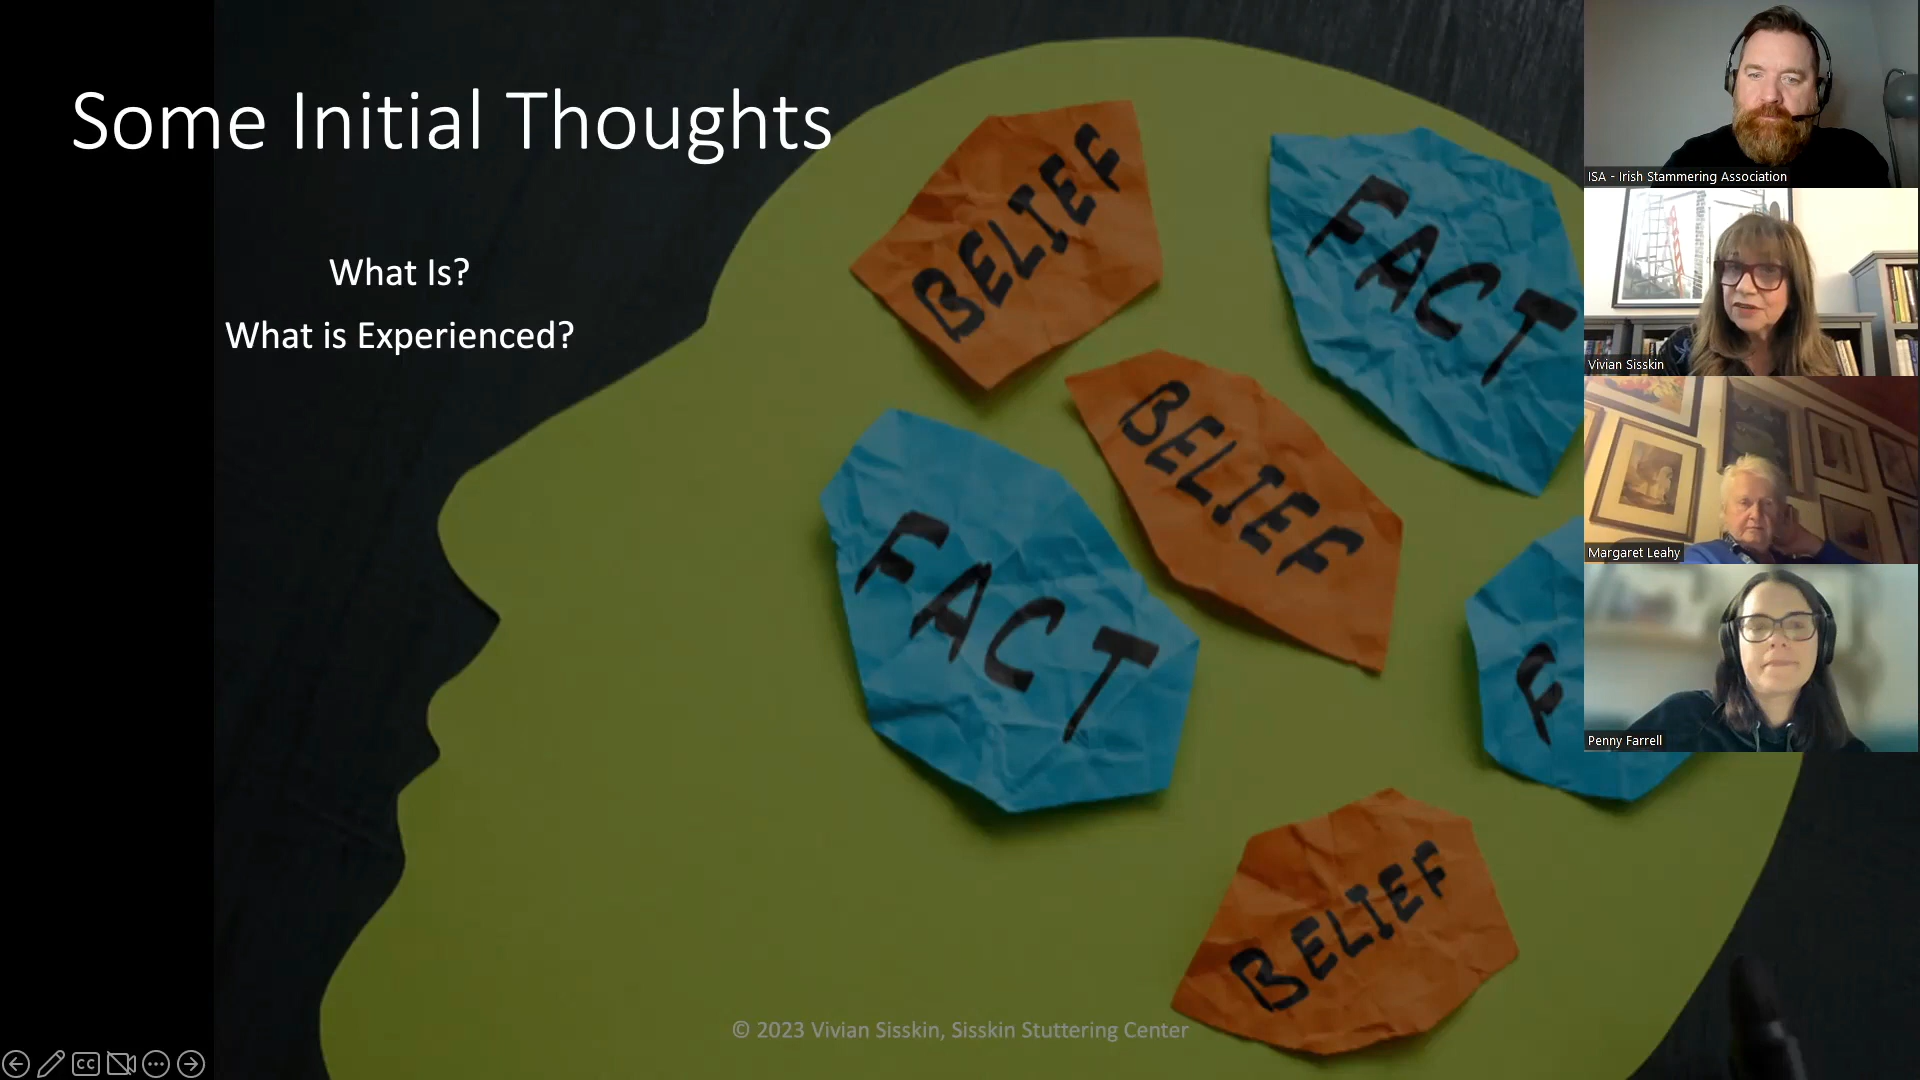 Some Initial Thoughts
What Is?
What is Experienced?
BELIEF
FACT
BELIEF
FACT
F
BELIEF
© 2023 Vivian Sisskin, Sisskin Stuttering Center
CC
ISA - Irish Stammering Association
Vivian Sisskin
Margaret Leahy
Penny Farrell